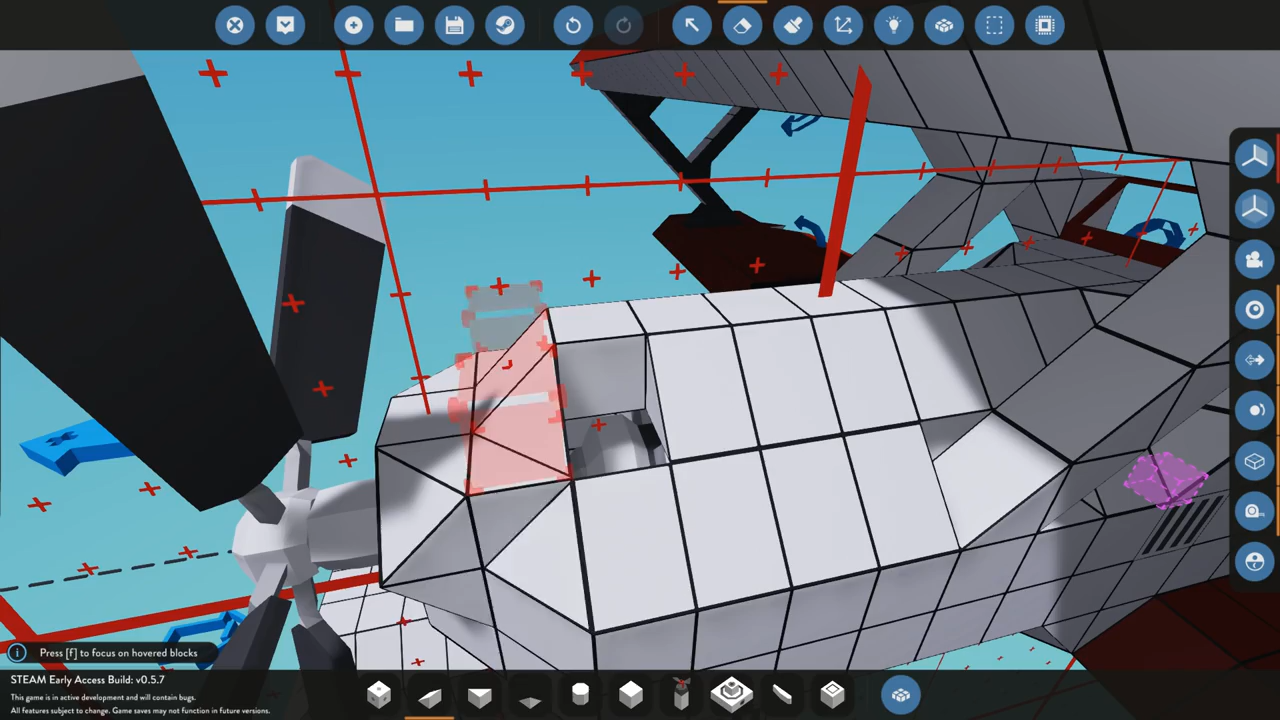 Press [f] to focus on hovered blocks
STEAM Early Access Build: v0.5.7
This game is in active development and will contain bugs.
All features subject to change. Game saves may not function in future versions.